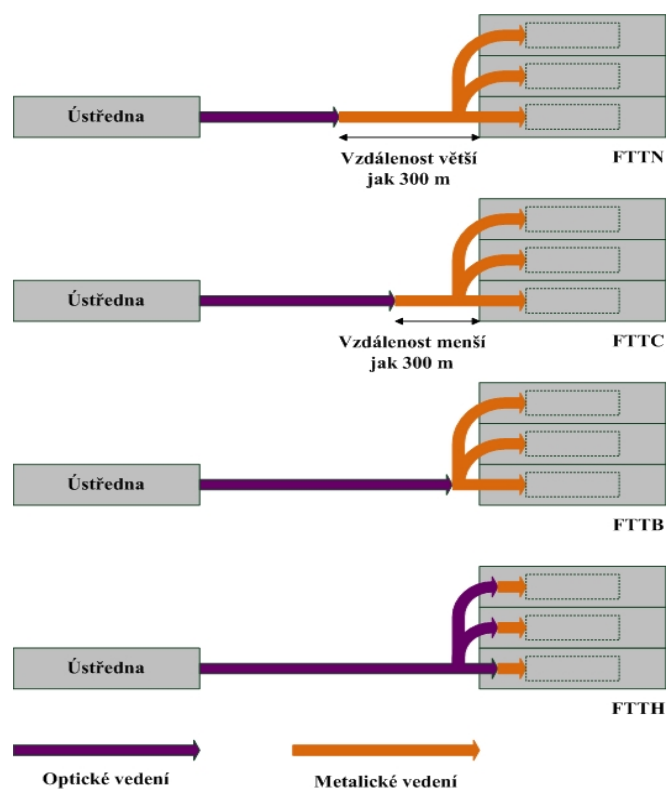 Ústředna
Vzdálenost větší
jak 300 m
FTTN
Ústředna
Vzdálenost menší
jak 300 m
FTTC
Ústředna
FTTB
Ústředna
FTTH
Optické vedení
Metalické vedení